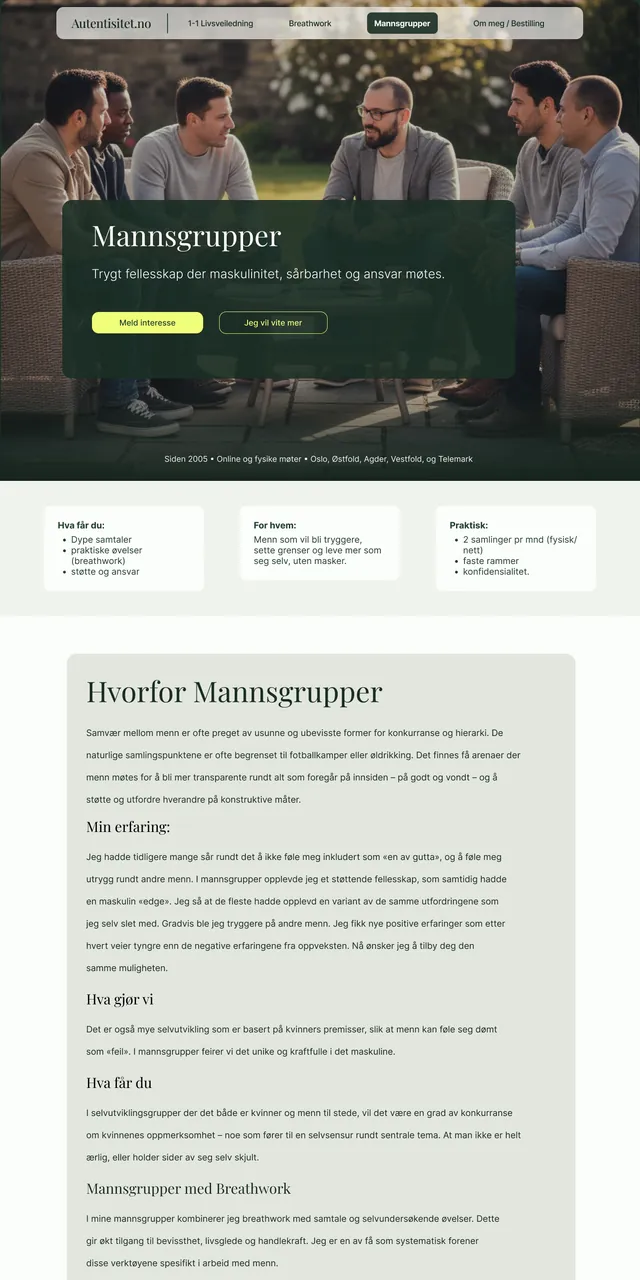 Autentisitet.no
1-1 Livsveiledning
Breathwork
Mannsgrupper
Om meg / Bestilling
Mannsgrupper
Trygt fellesskap der maskulinitet, sårbarhet og ansvar møtes.
Meld interesse
Jeg vil vite mer
Siden 2005 • Online og fysike møter • Oslo, Østfold, Agder, Vestfold, og Telemark
Hva får du:
• Dype samtaler
• praktiske øvelser
(breathwork)
• støtte og ansvar
For hvem:
Menn som vil bli tryggere,
sette grenser og leve mer som
seg selv, uten masker.
Praktisk:
• 2 samlinger pr mnd (fysisk/
nett)
• faste rammer
• konfidensialitet.
Hvorfor Mannsgrupper
Samvær mellom menn er ofte preget av usunne og ubevisste former for konkurranse og hierarki. De
naturlige samlingspunktene er ofte begrenset til fotballkamper eller øldrikking. Det finnes få arenaer der
menn møtes for å bli mer transparente rundt alt som foregår på innsiden – på godt og vondt – og å
støtte og utfordre hverandre på konstruktive måter.
Min erfaring:
Jeg hadde tidligere mange sår rundt det å ikke føle meg inkludert som «en av gutta», og å føle meg
utrygg rundt andre menn. I mannsgrupper opplevde jeg et støttende fellesskap, som samtidig hadde
en maskulin «edge». Jeg så at de fleste hadde opplevd en variant av de samme utfordringene som
jeg selv slet med. Gradvis ble jeg tryggere på andre menn. Jeg fikk nye positive erfaringer som etter
hvert veier tyngre enn de negative erfaringene fra oppveksten. Nå ønsker jeg å tilby deg den
samme muligheten.
Hva gjør vi
Det er også mye selvutvikling som er basert på kvinners premisser, slik at menn kan føle seg dømt
som «feil». I mannsgrupper feirer vi det unike og kraftfulle i det maskuline.
Hva får du
I selvutviklingsgrupper der det både er kvinner og menn til stede, vil det være en grad av konkurranse
om kvinnenes oppmerksomhet – noe som fører til en selvsensur rundt sentrale tema. At man ikke er helt
ærlig, eller holder sider av seg selv skjult.
Mannsgrupper med Breathwork
I mine mannsgrupper kombinerer jeg breathwork med samtale og selvundersøkende øvelser. Dette
gir økt tilgang til bevissthet, livsglede og handlekraft. Jeg er en av få som systematisk forener
disse verktøyene spesifikt i arbeid med menn.